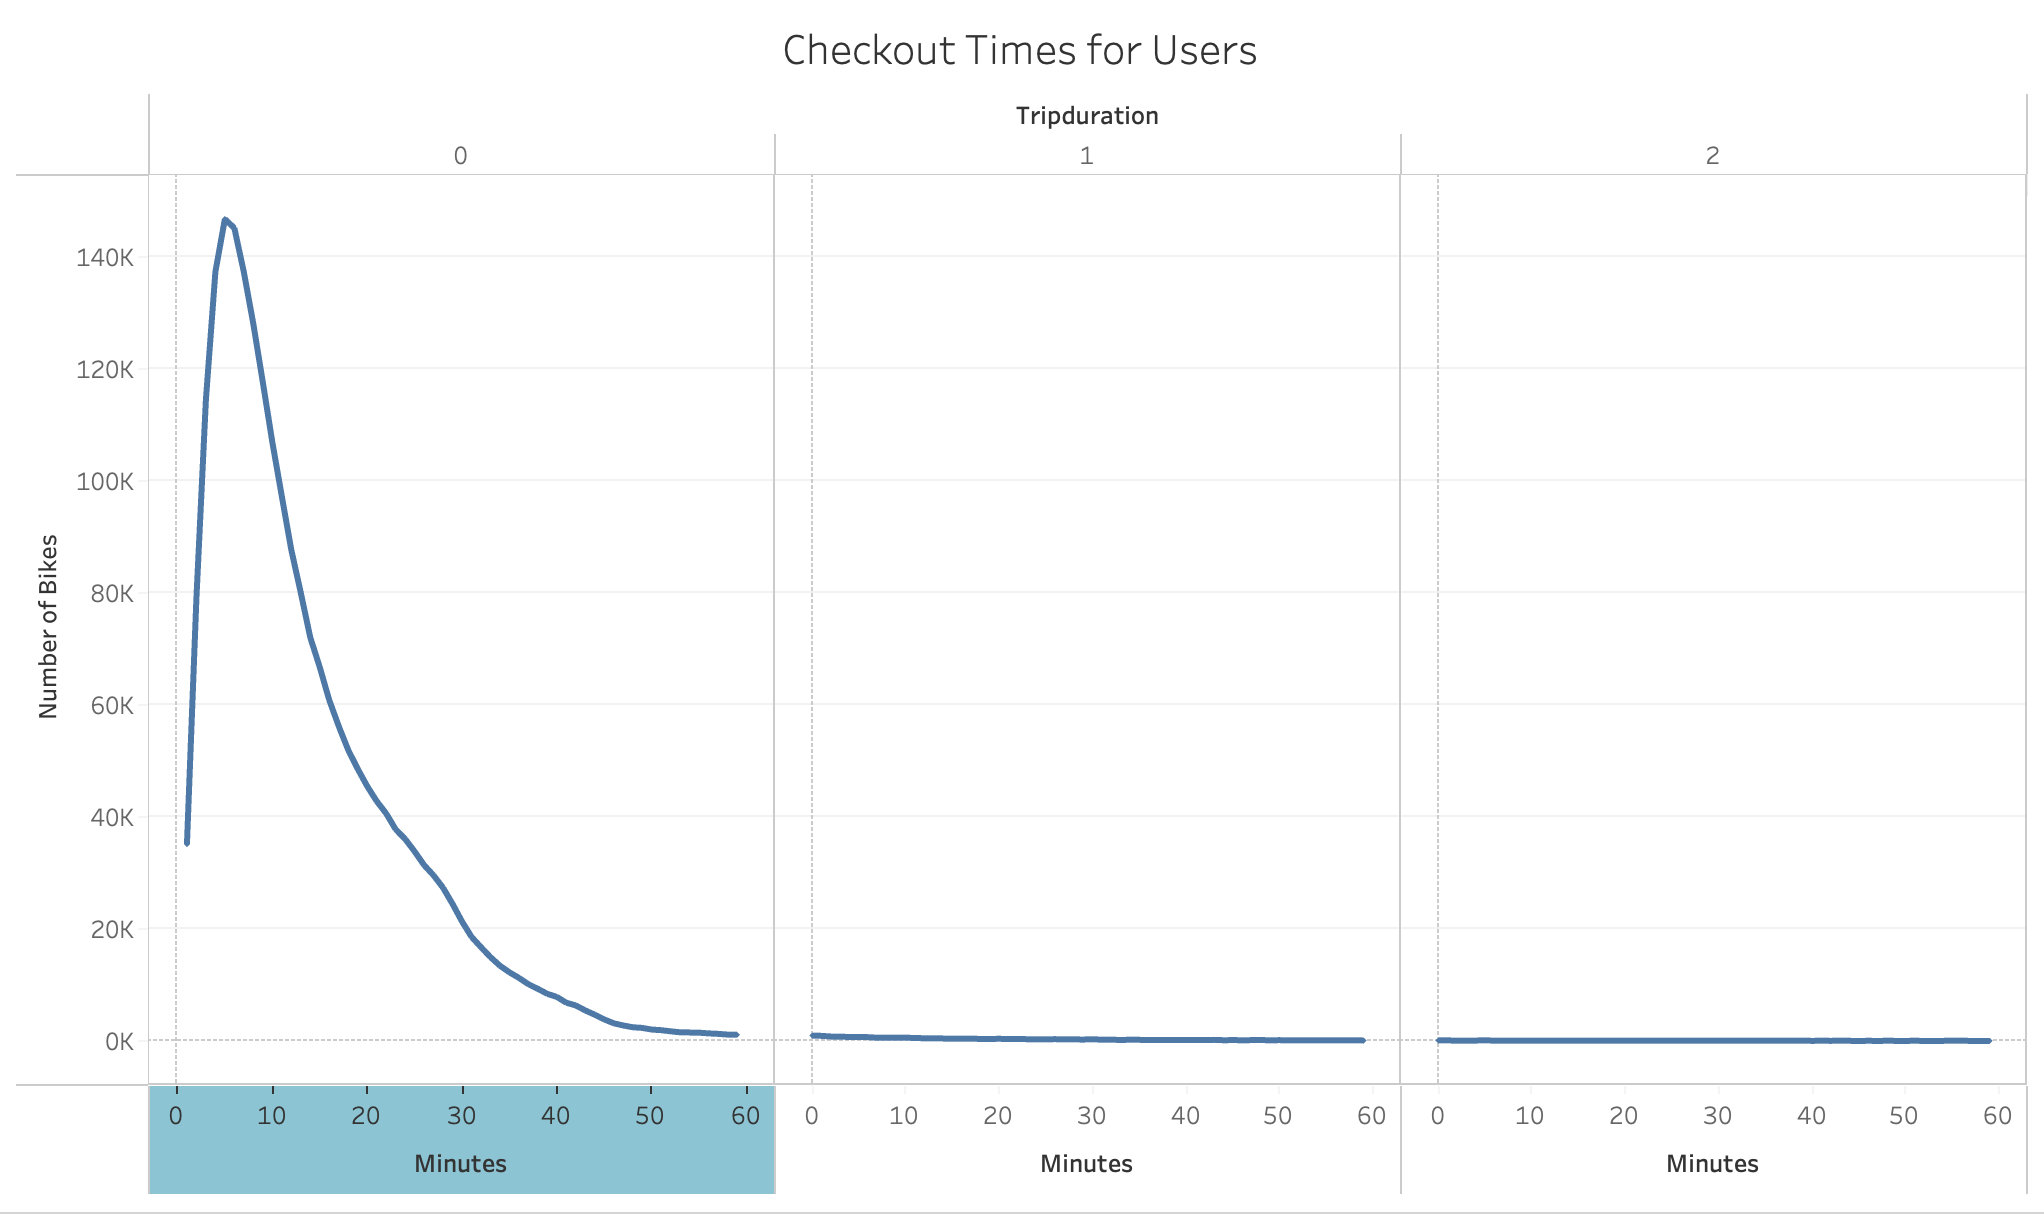 Checkout Times for Users
Tripduration
0 1 2
140K
120K
100K
80K
60K
40K
20K
0K
Number of Bikes
0 10 20 30 40 50 60 0 10 20 30 40 50 60 0 10 20 30 40 50 60
Minutes Minutes Minutes